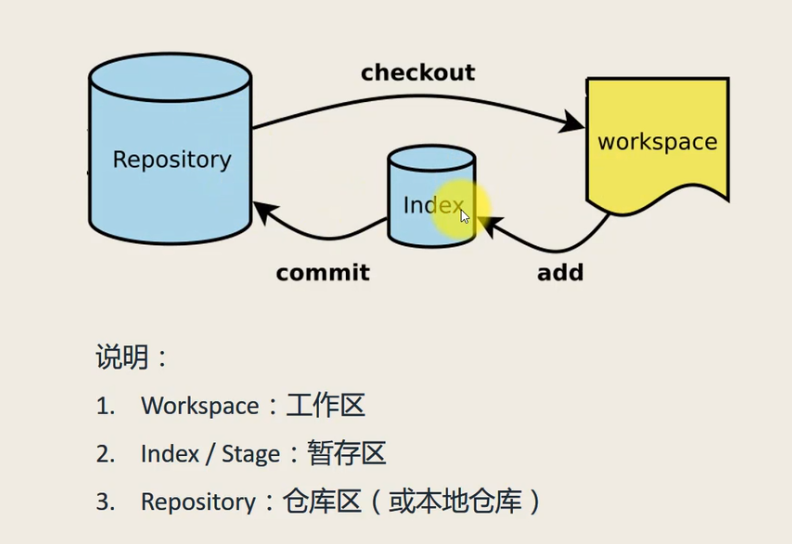 checkout
Repository
workspace
Index
commit
add
说明：
1. Workspace：工作区
2. Index / Stage：暂存区
3. Repository：仓库区（或本地仓库）